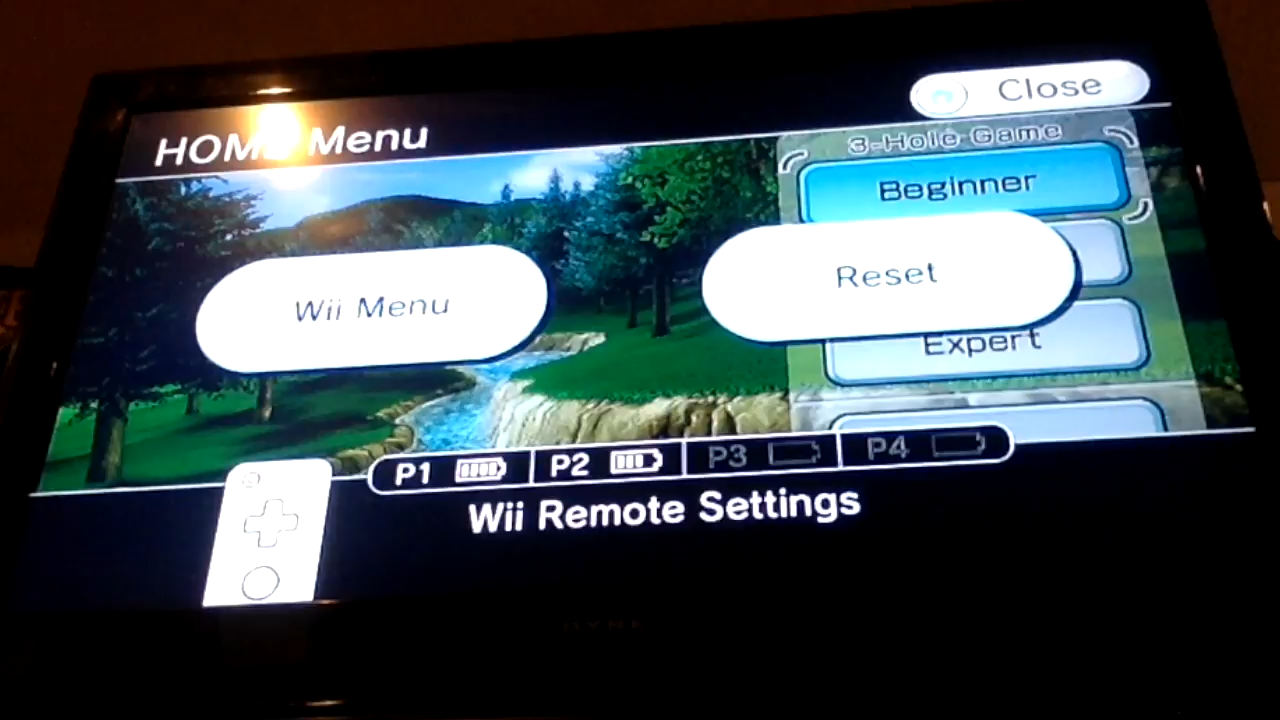 HOME Menu
Close
3-Hole Game
Beginner
Wii Menu
Reset
Expert
P1 P2 P3 P4
Wii Remote Settings